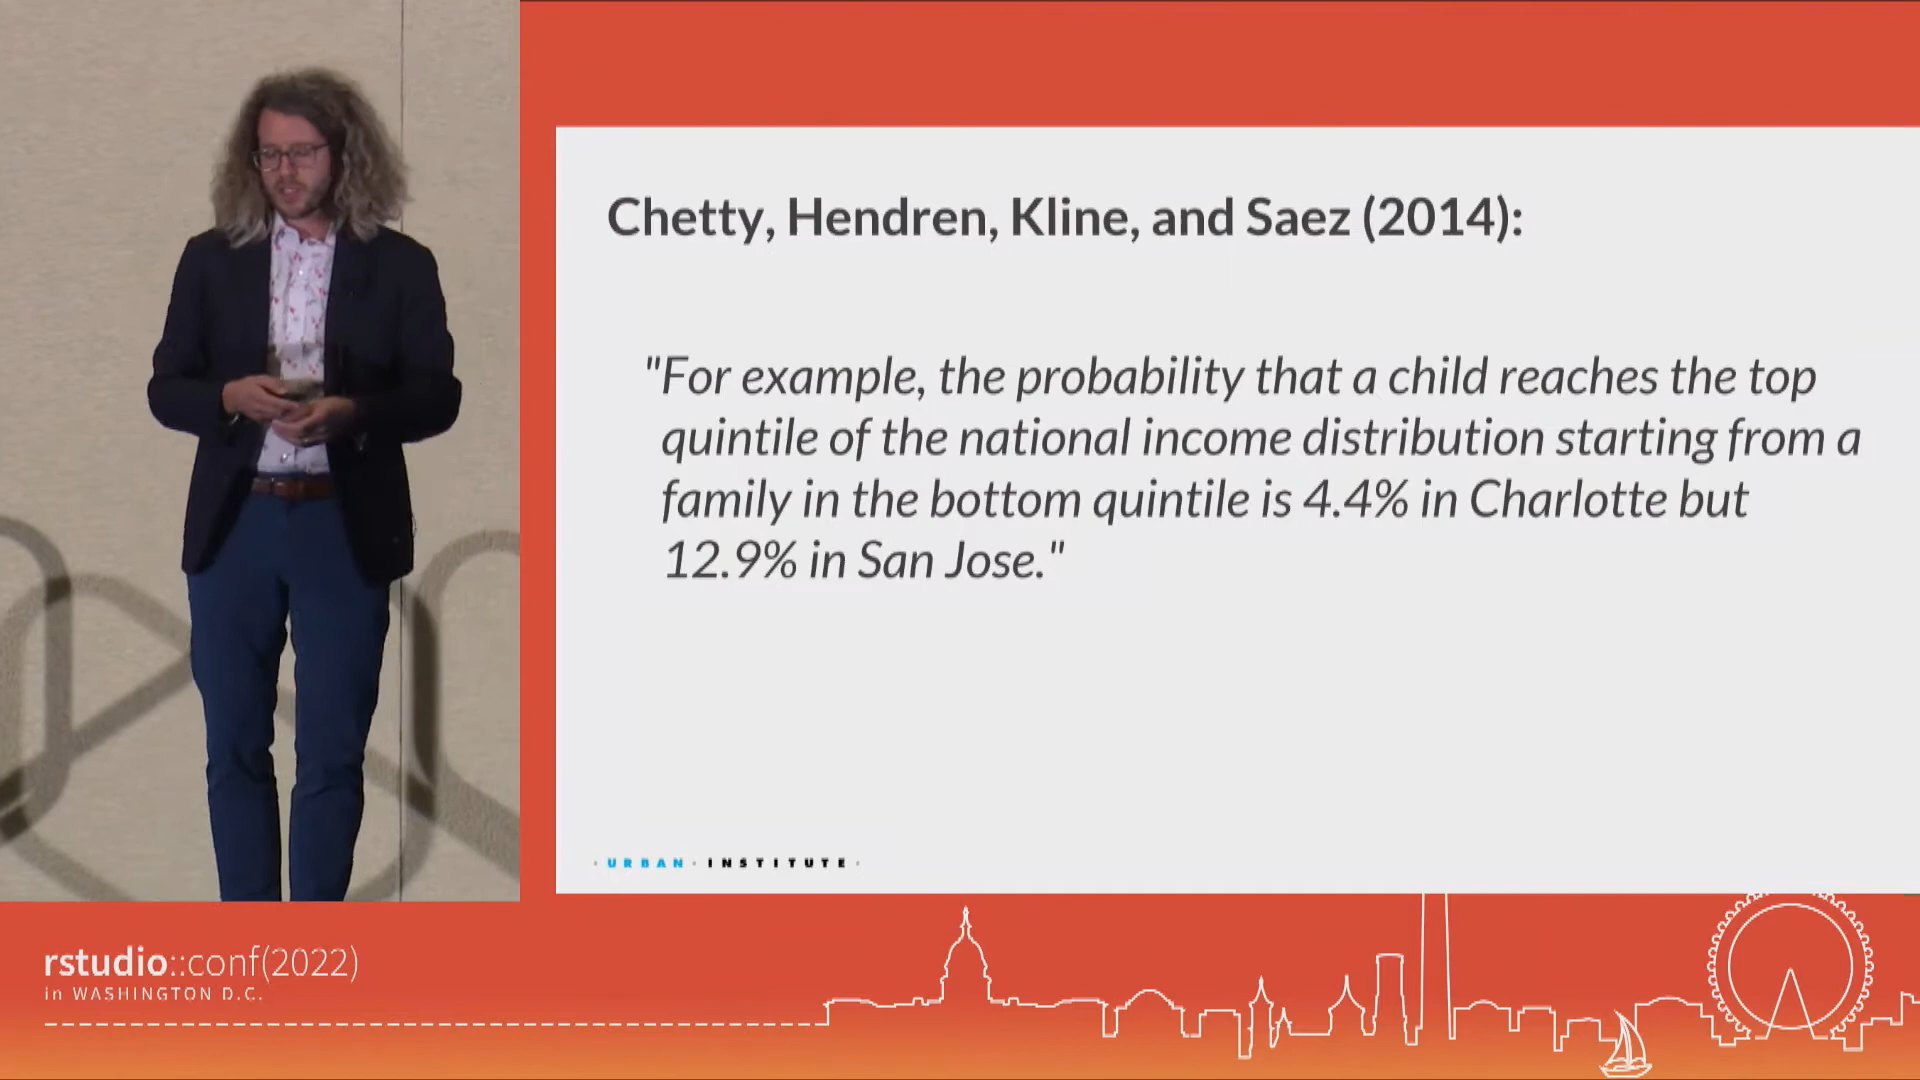 Chetty, Hendren, Kline, and Saez (2014):
"For example, the probability that a child reaches the top
quintile of the national income distribution starting from a
family in the bottom quintile is 4.4% in Charlotte but
12.9% in San Jose."
· URBAN · INSTITUTE ·
rstudio::conf(2022)
in WASHINGTON D.C.